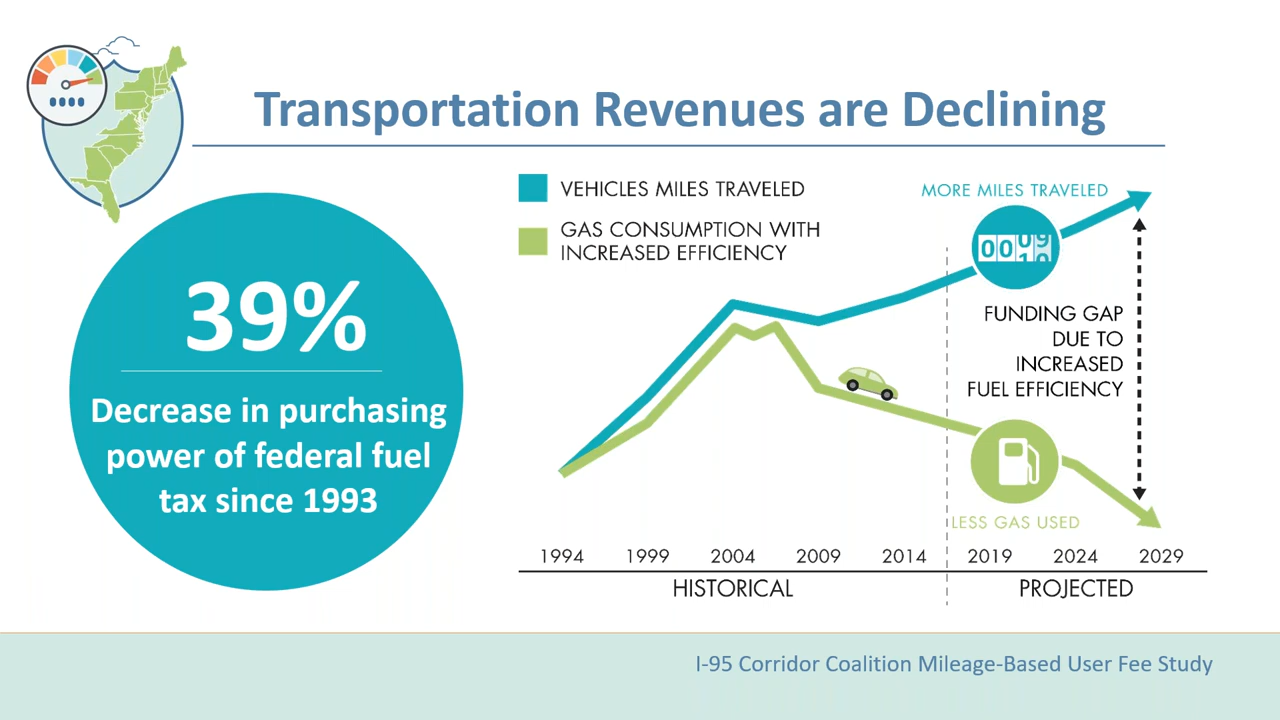 Transportation Revenues are Declining
39%
Decrease in purchasing
power of federal fuel
tax since 1993
VEHICLES MILES TRAVELED
GAS CONSUMPTION WITH
INCREASED EFFICIENCY
MORE MILES TRAVELED
FUNDING GAP
DUE TO
INCREASED
FUEL EFFICIENCY
LESS GAS USED
1994 1999 2004 2009 2014 2019 2024 2029
HISTORICAL PROJECTED
I-95 Corridor Coalition Mileage-Based User Fee Study